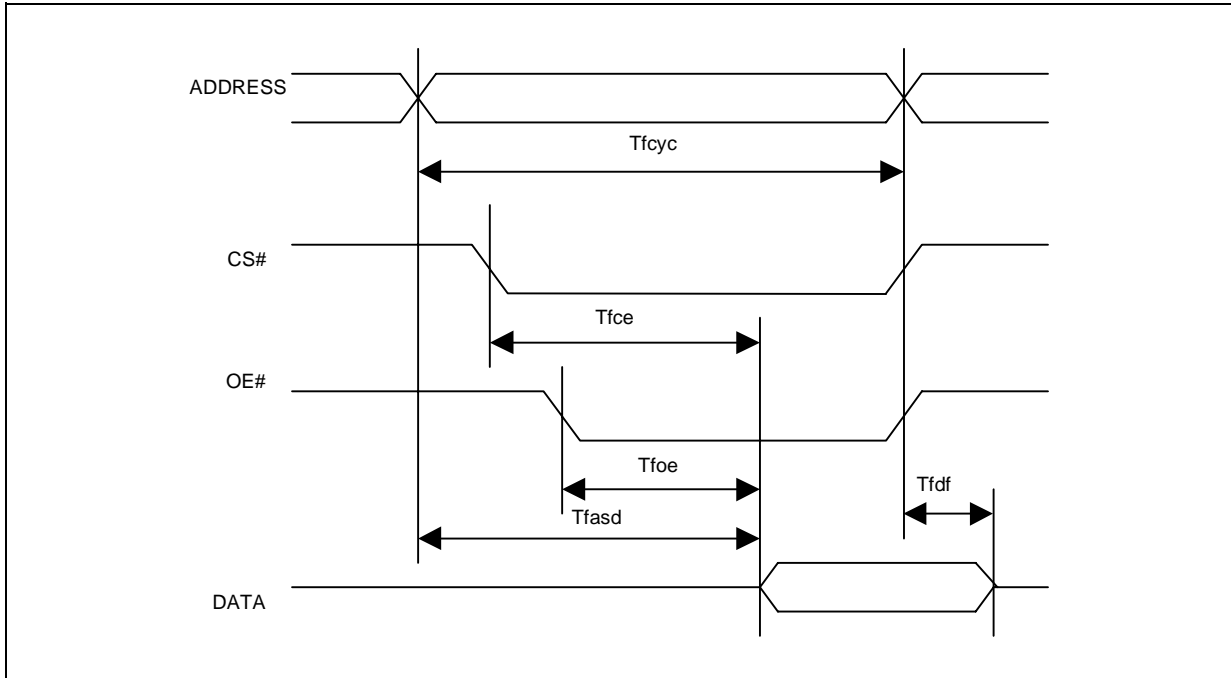 ADDRESS
Tfcyc
CS#
Tfce
OE#
Tfoe
Tfdf
Tfasd
DATA